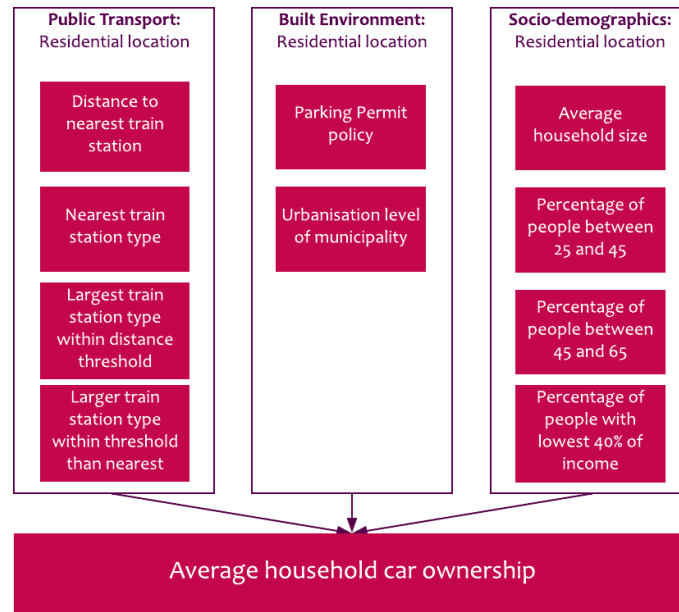 Public Transport:
Residential location
Distance to
nearest train
station
Nearest train
station type
Largest train
station type
within distance
threshold
Larger train
station type
within threshold
than nearest
Built Environment:
Residential location
Parking Permit
policy
Urbanisation level
of municipality
Socio-demographics:
Residential location
Average
household size
Percentage of
people between
25 and 45
Percentage of
people between
45 and 65
Percentage of
people with
lowest 40% of
income
Average household car ownership